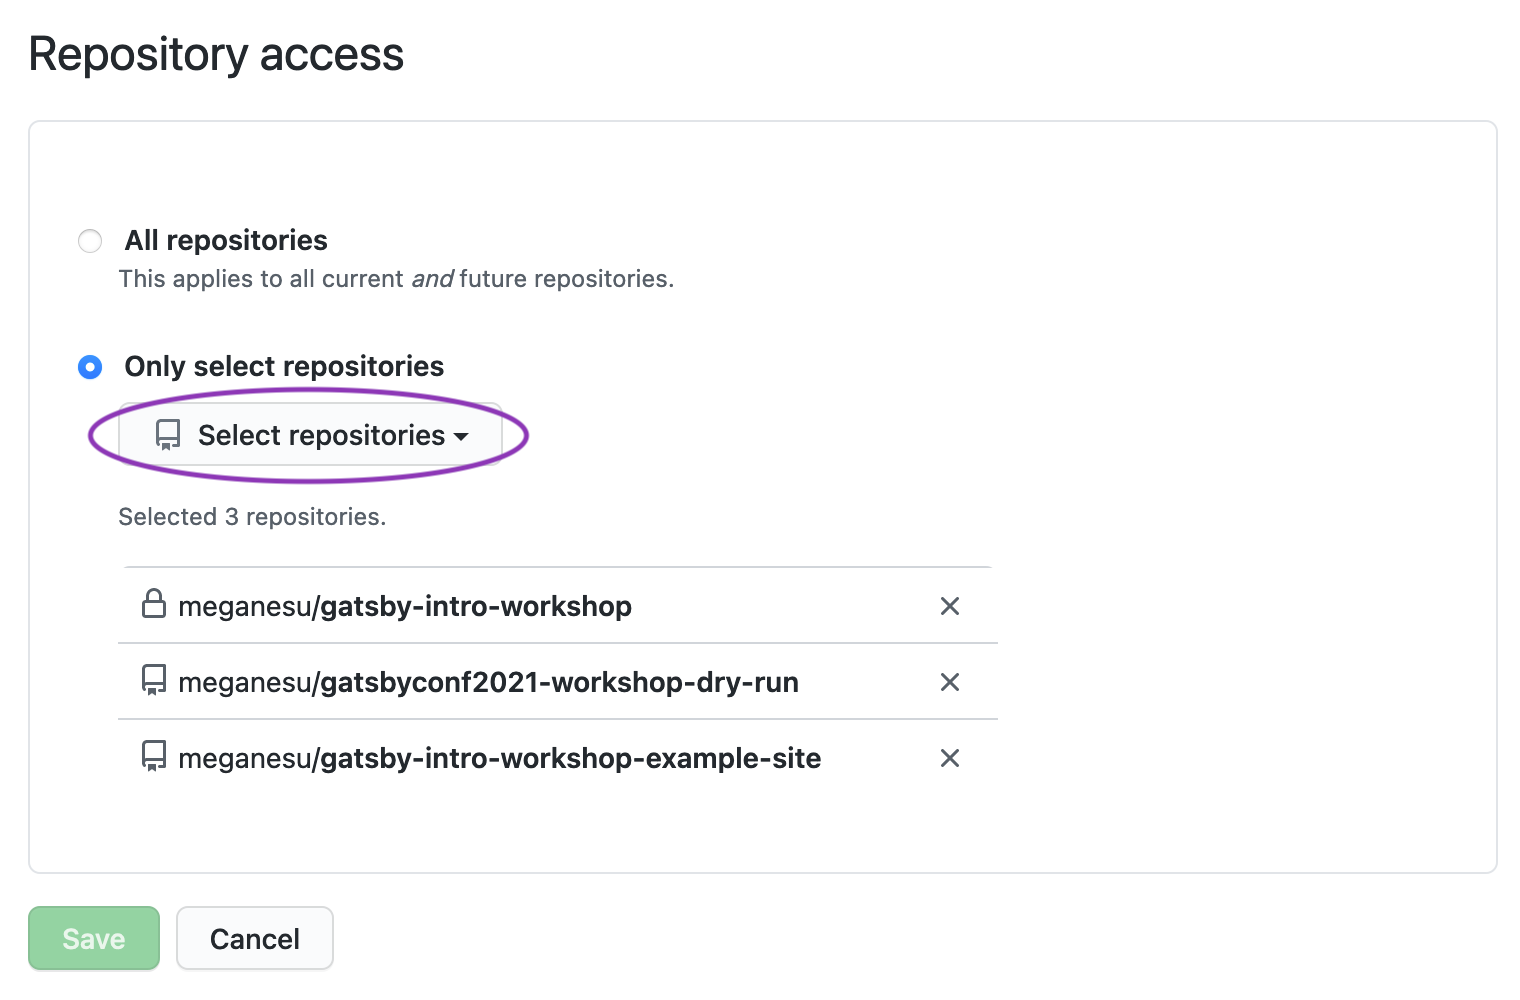 Repository access
All repositories
This applies to all current and future repositories.
Only select repositories
Select repositories
Selected 3 repositories.
meganesu/gatsby-intro-workshop
meganesu/gatsbyconf2021-workshop-dry-run
meganesu/gatsby-intro-workshop-example-site
Save Cancel